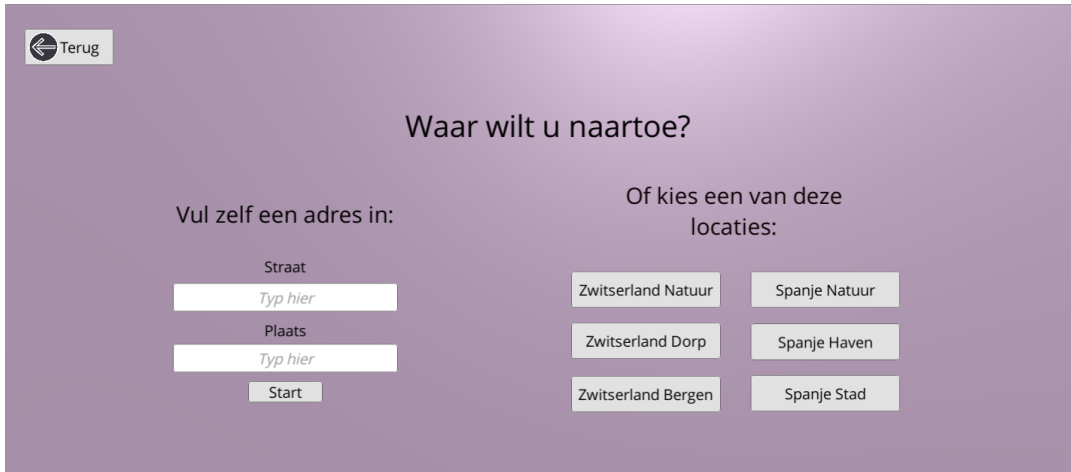 Terug
Waar wilt u naartoe?
Vul zelf een adres in:
Straat
Typ hier
Plaats
Typ hier
Start
Of kies een van deze
locaties:
Zwitserland Natuur
Spanje Natuur
Zwitserland Dorp
Spanje Haven
Zwitserland Bergen
Spanje Stad